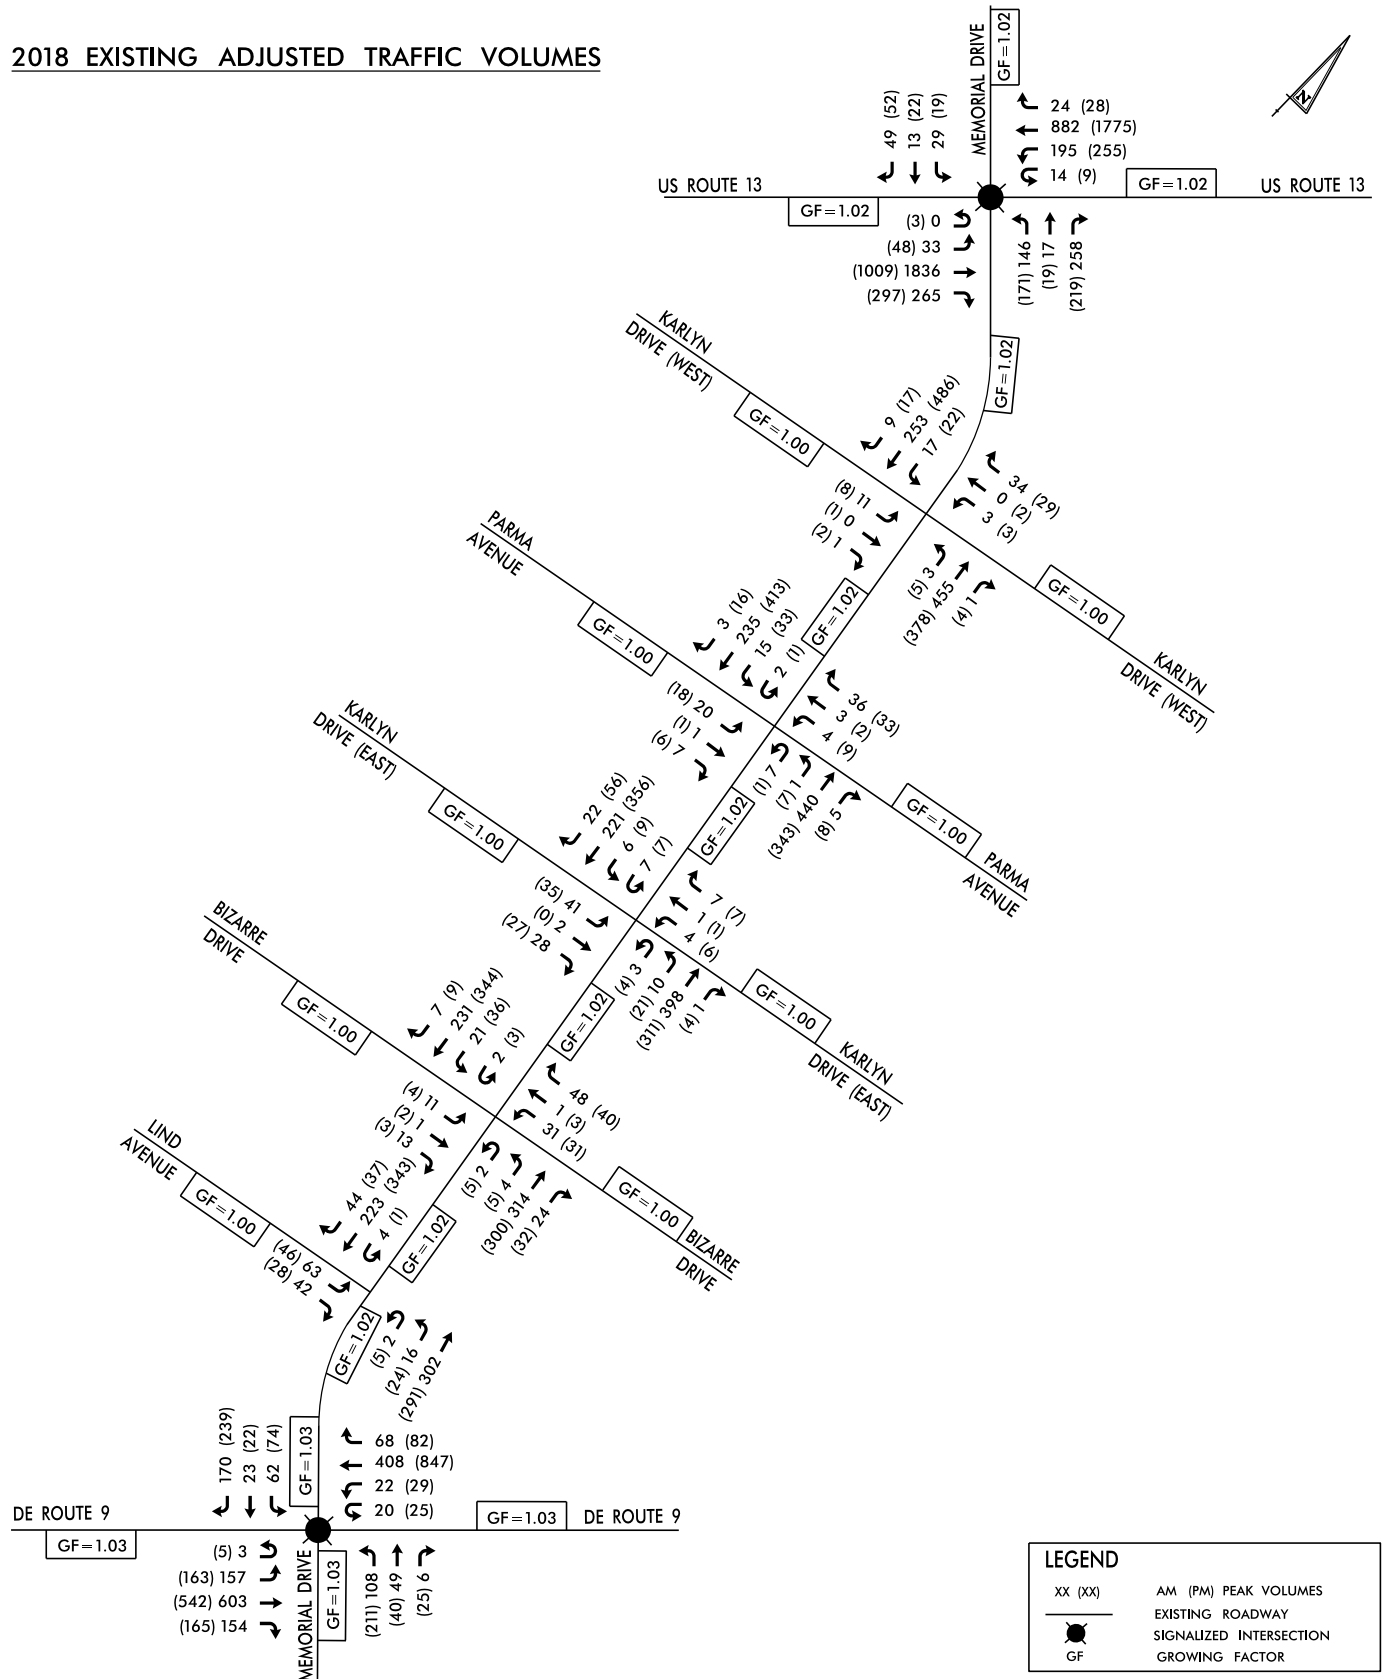 2018 EXISTING ADJUSTED TRAFFIC VOLUMES
N
MEMORIAL DRIVE
GF=1.02
49 (52)
13 (22)
29 (19)
24 (28)
882 (1775)
195 (255)
14 (9)
US ROUTE 13
GF=1.02
GF=1.02
US ROUTE 13
(3) 0
(48) 33
(1009) 1836
(297) 265
(171) 146
(19) 17
(219) 258
GF=1.02
KARLYN
DRIVE (WEST)
GF=1.00
9 (17)
253 (486)
17 (22)
34 (29)
0 (2)
3 (3)
(8) 11
(1) 0
(2) 1
(5) 3
(378) 455
(4) 1
GF=1.00
KARLYN
DRIVE (WEST)
GF=1.02
PARMA
AVENUE
GF=1.00
3 (16)
235 (413)
15 (33)
2 (1)
36 (33)
3 (2)
4 (9)
(18) 20
(1) 1
(6) 7
(1) 7
(7) 1
(343) 440
(8) 5
GF=1.00
PARMA
AVENUE
GF=1.02
KARLYN
DRIVE (EAST)
GF=1.00
22 (56)
221 (356)
6 (9)
7 (7)
7 (7)
1 (1)
4 (6)
(35) 41
(0) 2
(27) 28
(4) 3
(21) 10
(311) 398
(4) 1
GF=1.00
KARLYN
DRIVE (EAST)
GF=1.02
BIZARRE
DRIVE
GF=1.00
7 (9)
231 (344)
21 (36)
2 (3)
48 (40)
1 (3)
31 (31)
(4) 11
(2) 1
(3) 13
(5) 2
(5) 4
(300) 314
(32) 24
GF=1.00
BIZARRE
DRIVE
GF=1.02
LIND
AVENUE
GF=1.00
44 (37)
223 (343)
4 (1)
(46) 63
(28) 42
(5) 2
(24) 16
(291) 302
GF=1.02
170 (239)
23 (22)
62 (74)
GF=1.03
68 (82)
408 (847)
22 (29)
20 (25)
DE ROUTE 9
GF=1.03
GF=1.03
DE ROUTE 9
(5) 3
(163) 157
(542) 603
(165) 154
MEMORIAL DRIVE
GF=1.03
(211) 108
(40) 49
(25) 6
LEGEND
XX (XX) AM (PM) PEAK VOLUMES
EXISTING ROADWAY
SIGNALIZED INTERSECTION
GF GROWING FACTOR